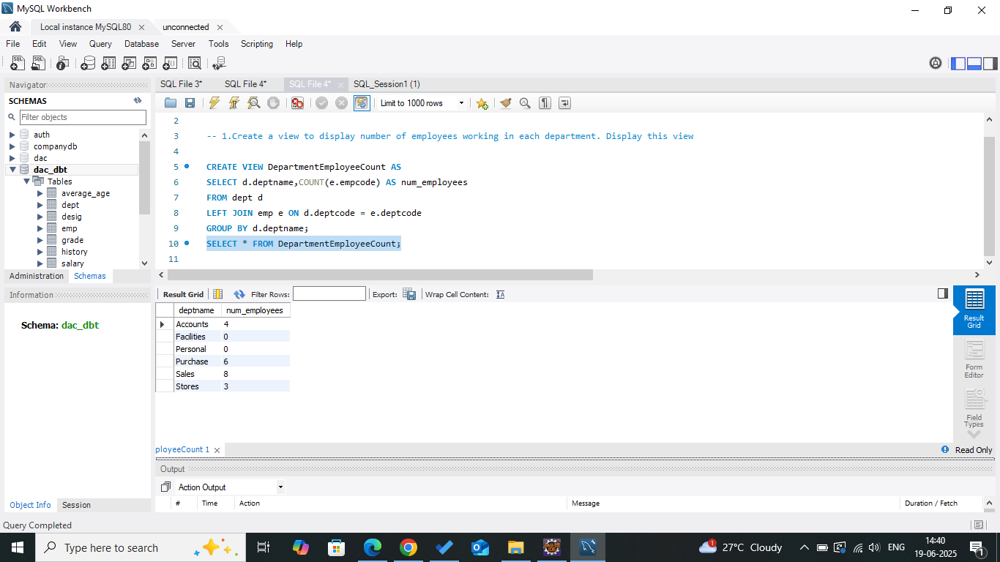 MySQL Workbench
Local instance MySQL80
unconnected
File Edit View Query Database Server Tools Scripting Help
Navigator
SCHEMAS
Filter objects
auth
companydb
dac
dac_dbt
Tables
average_age
dept
desig
emp
grade
history
salary
Administration Schemas
Information
Schema: dac_dbt
Object Info Session
Query Completed
SQL File 3* SQL File 4* SQL File 4* SQL_Session1 (1)
Limit to 1000 rows
2
3 -- 1.Create a view to display number of employees working in each department. Display this view
4
5 CREATE VIEW DepartmentEmployeeCount AS
6 SELECT d.deptname,COUNT(e.empcode) AS num_employees
7 FROM dept d
8 LEFT JOIN emp e ON d.deptcode = e.deptcode
9 GROUP BY d.deptname;
10 SELECT * FROM DepartmentEmployeeCount;
11
Result Grid Filter Rows: Export: Wrap Cell Content:
deptname num_employees
Accounts 4
Facilities 0
Personal 0
Purchase 6
Sales 8
Stores 3
Result Grid
Form Editor
Field Types
ployeeCount 1
Read Only
Output
Action Output
# Time Action Message Duration / Fetch
Type here to search
27°C Cloudy
ENG
14:40
19-06-2025
1
1